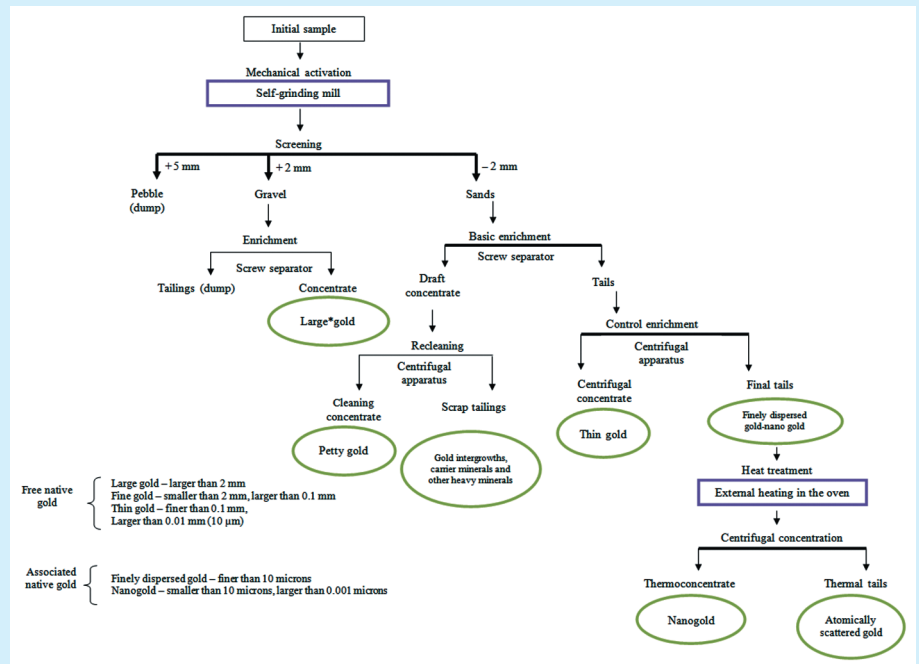 Initial sample
Mechanical activation
Self-grinding mill
Screening
+5 mm
+2 mm
– 2 mm
Pebble
(dump)
Gravel
Sands
Enrichment
Basic enrichment
Screw separator
Screw separator
Tailings (dump)
Concentrate
Draft
concentrate
Tails
Large*gold
Control enrichment
Recleaning
Centrifugal
apparatus
Centrifugal
apparatus
Cleaning
concentrate
Scrap tailings
Centrifugal
concentrate
Final tails
Petty gold
Gold intergrowths,
carrier minerals and
other heavy minerals
Thin gold
Finely dispersed
gold-nano gold
Heat treatment
External heating in the oven
Centrifugal concentration
Thermoconcentrate
Thermal tails
Nanogold
Atomically
scattered gold
Free native
gold
Large gold – larger than 2 mm
Fine gold – smaller than 2 mm, larger than 0.1 mm
Thin gold – finer than 0.1 mm,
Larger than 0.01 mm (10 µm)
Associated
native gold
Finely dispersed gold – finer than 10 microns
Nanogold – smaller than 10 microns, larger than 0.001 microns